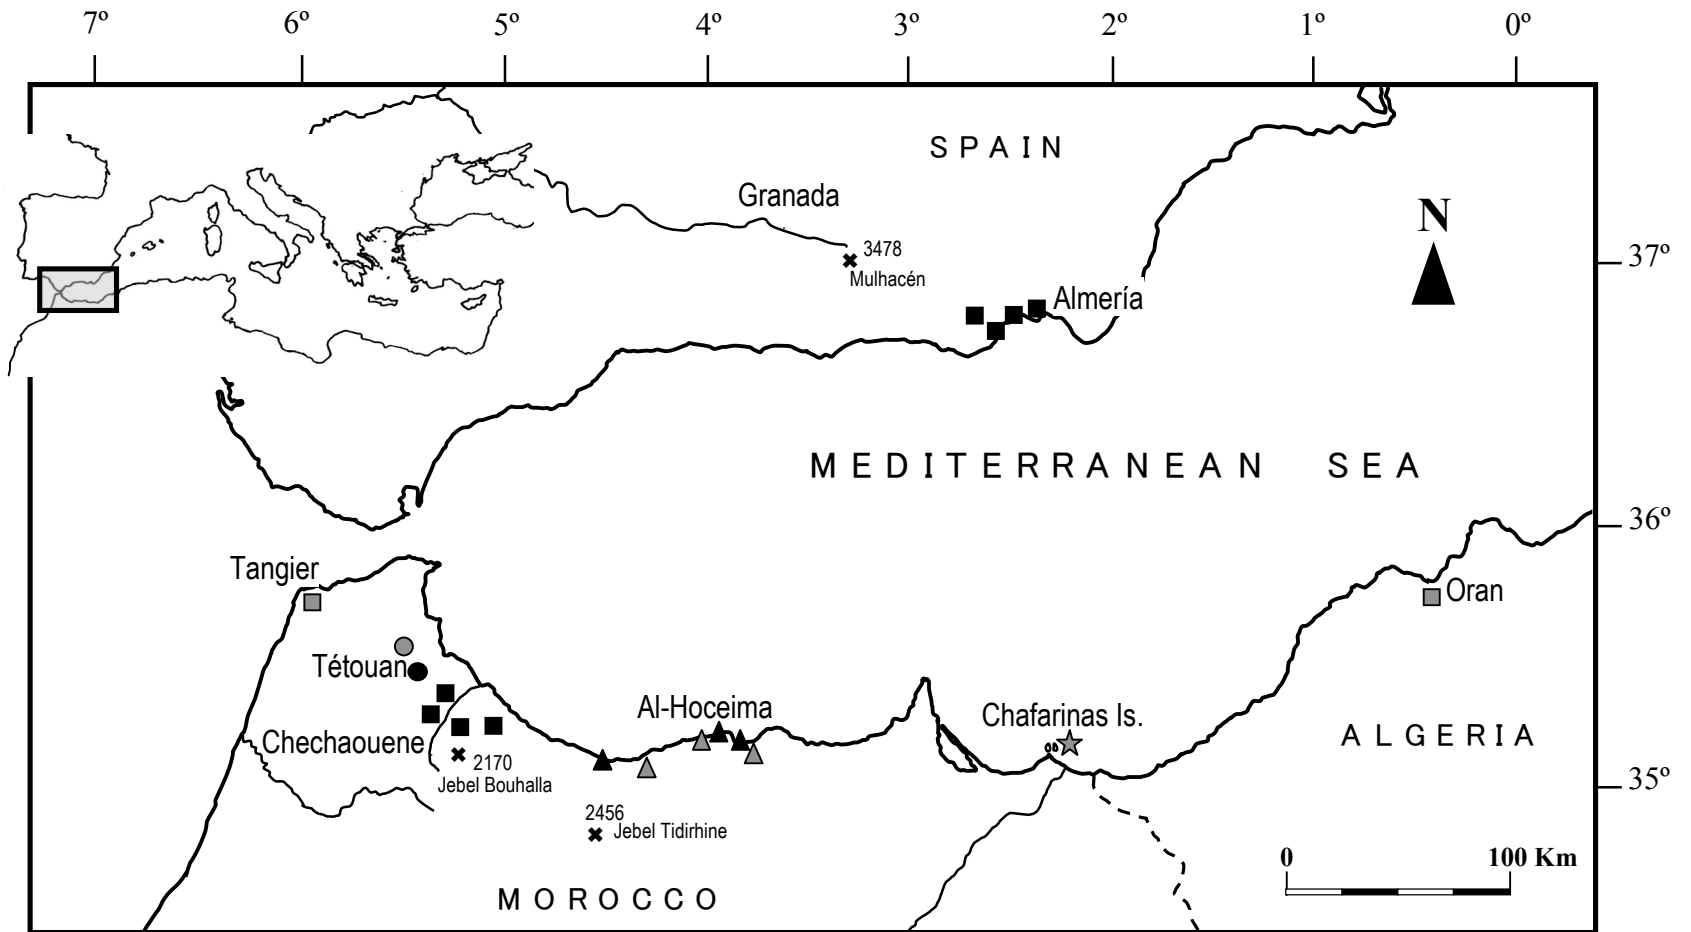 7º 6º 5º 4º 3º 2º 1º 0º
SPAIN
Granada
N
3478
Mulhacén
37º
Almería
MEDITERRANEAN SEA
36º
Tangier
Oran
Tétouan
Al-Hoceima
Chafarinas Is.
Chechaouene
ALGERIA
2170
Jebel Bouhalla
35º
2456
Jebel Tidirhine
0 100 Km
MOROCCO